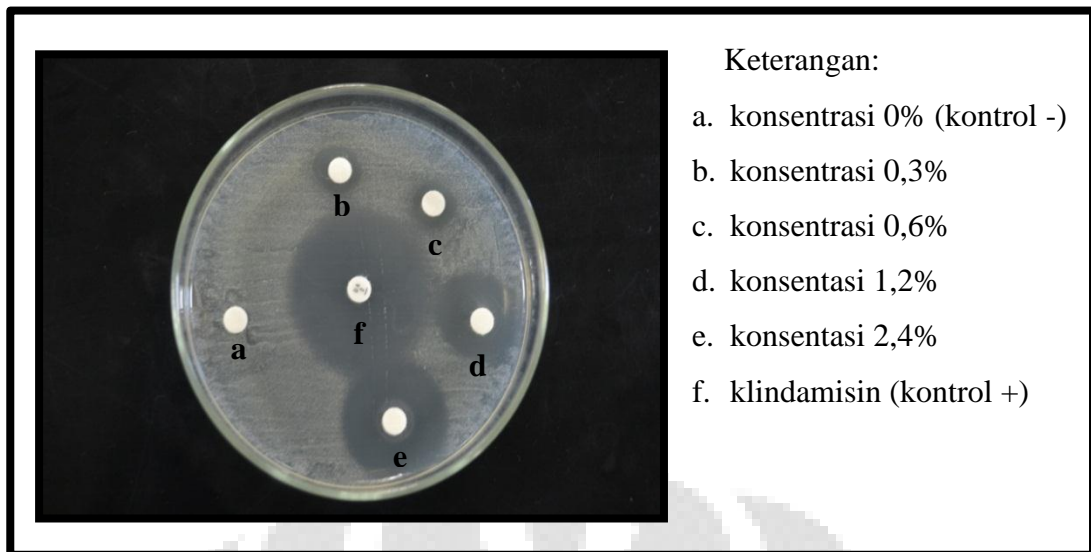 Keterangan:
a. konsentrasi 0% (kontrol -)
b. konsentrasi 0,3%
c. konsentrasi 0,6%
d. konsentasi 1,2%
e. konsentasi 2,4%
f. klindamisin (kontrol +)
b
c
f
a
d
e